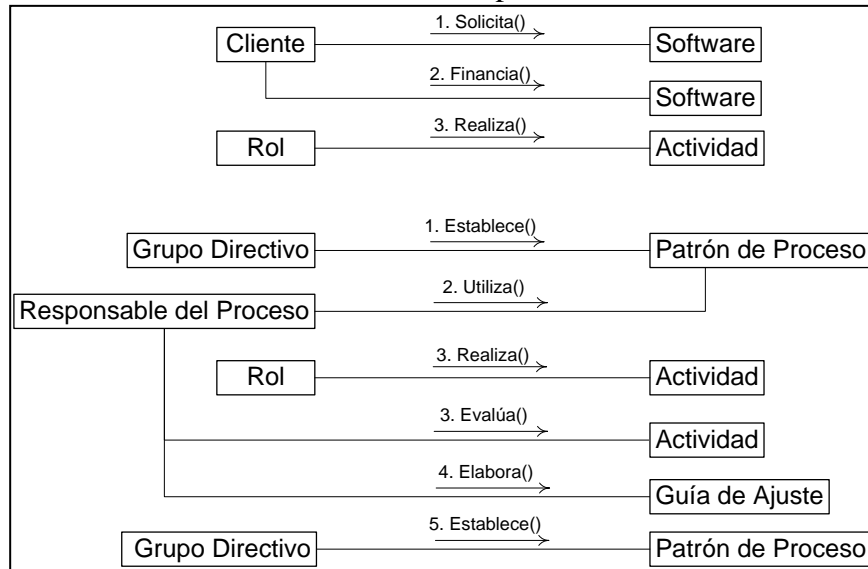 1. Solicita()
Cliente
Software
2. Financia()
Software
3. Realiza()
Rol
Actividad
1. Establece()
Grupo Directivo
Patrón de Proceso
2. Utiliza()
Responsable del Proceso
3. Realiza()
Rol
Actividad
3. Evalúa()
Actividad
4. Elabora()
Guía de Ajuste
5. Establece()
Grupo Directivo
Patrón de Proceso